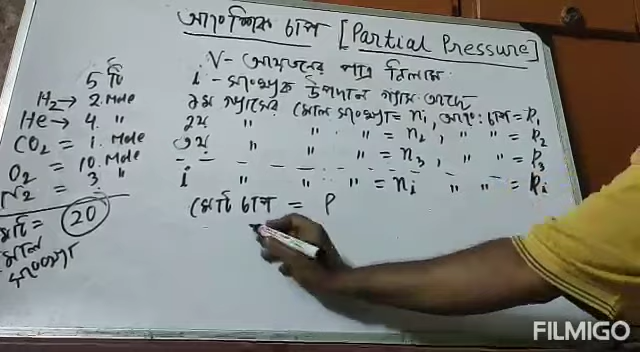 আংশিক চাপ [Partial Pressure]
V- আয়তনের পাত্র নিলাম.
i - সংখ্যক উপাদান গ্যাস আছে
১ম গ্যাসের মোল সংখ্যা = n₁, আং: চাপ = P₁
২য় " " " = n₂, " " = P₂
৩য় " " " = n₃, " " = P₃
i " " " = nᵢ " " = Pᵢ
মোট চাপ = P
5 টি
H₂ → 2 Mole
He → 4 "
CO₂ = 1. Mole
O₂ = 10. Mole
N₂ = 3 "
মোট = 20
মোল
সংখ্যা
FILMIGO